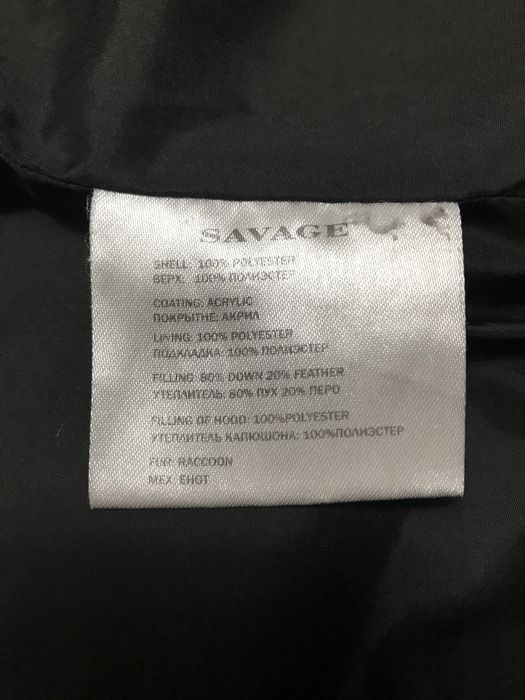 SAVAGE
SHELL: 100% POLYESTER
ВЕРХ: 100% ПОЛИЭСТЕР
COATING: ACRYLIC
ПОКРЫТИЕ: АКРИЛ
LINING: 100% POLYESTER
ПОДКЛАДКА: 100% ПОЛИЭСТЕР
FILLING: 80% DOWN 20% FEATHER
УТЕПЛИТЕЛЬ: 80% ПУХ 20% ПЕРО
FILLING OF HOOD: 100%POLYESTER
УТЕПЛИТЕЛЬ КАПЮШОНА: 100%ПОЛИЭСТЕР
FUR: RACCOON
МЕХ: ЕНОТ